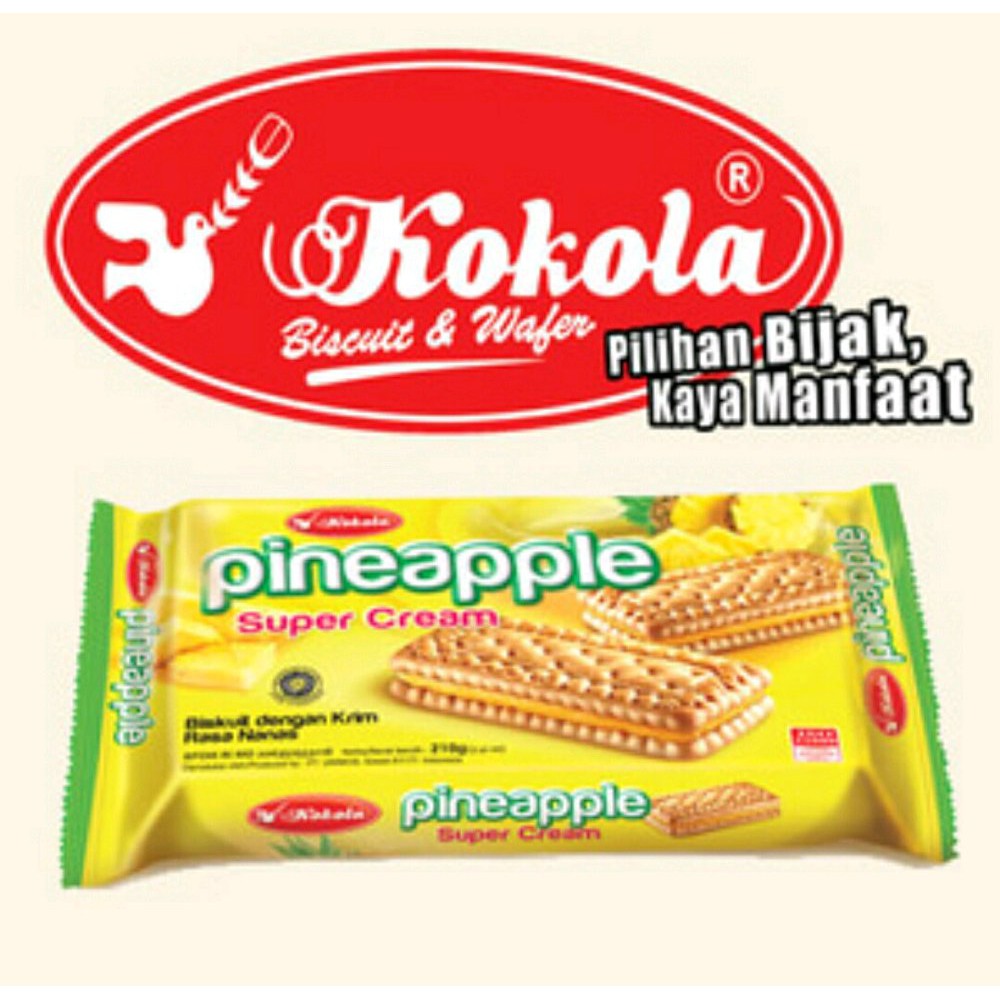 Kokola
®
Biscuit & Wafer
Pilihan Bijak,
Kaya Manfaat
Kokola
pineapple
Super Cream
Biskuit dengan Krim
Rasa Nanas
210g
pineapple
pineapple
Kokola
pineapple
Super Cream